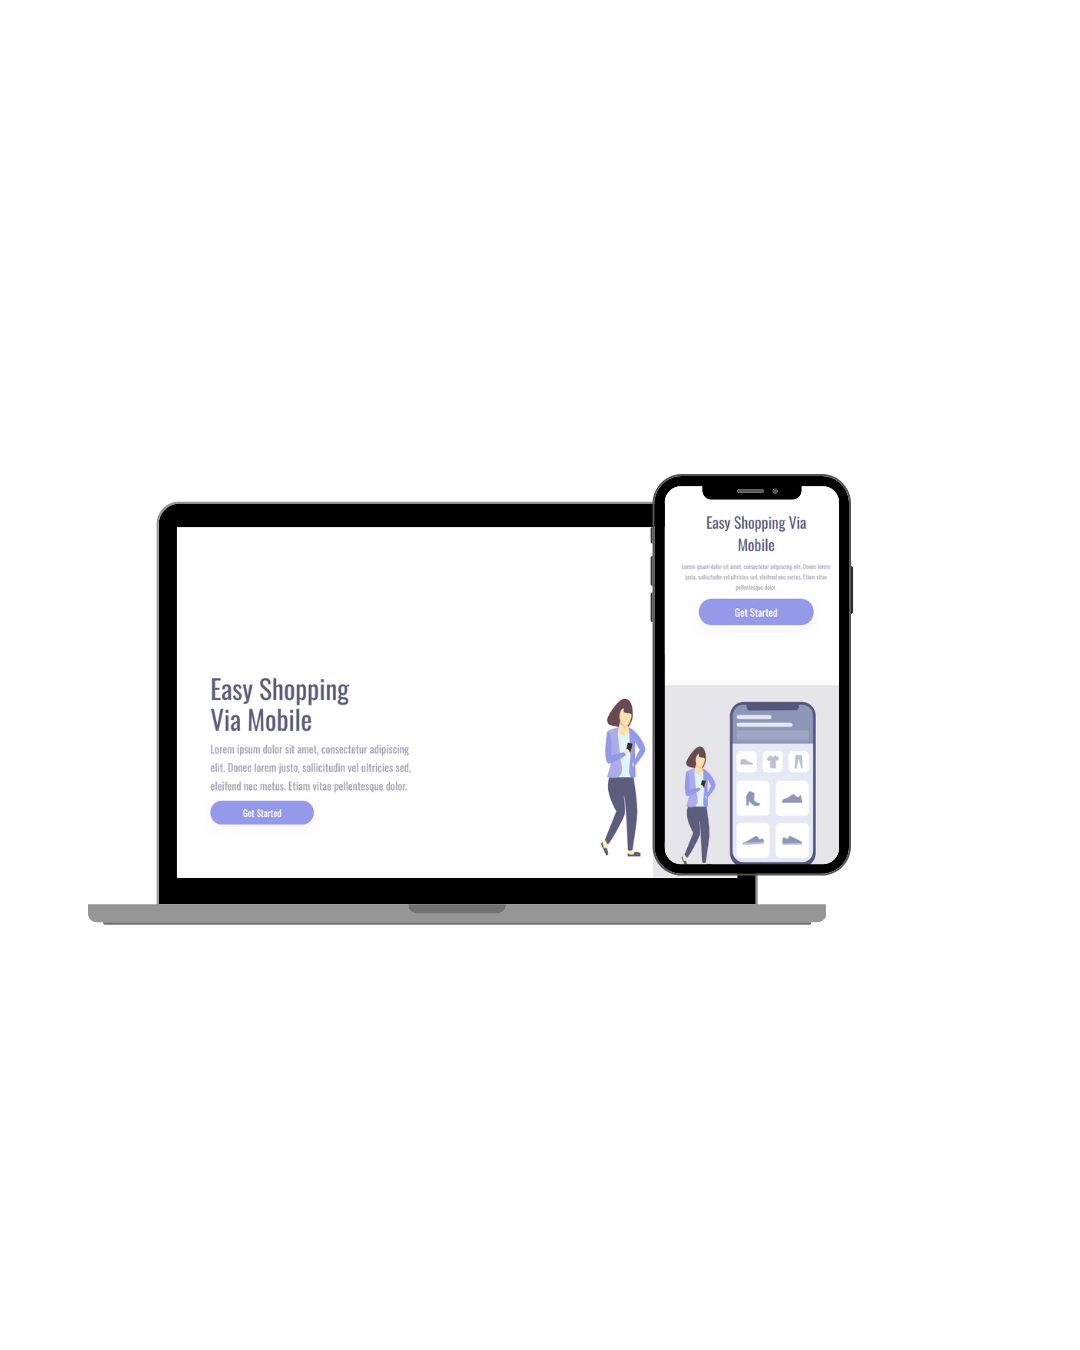 Easy Shopping
Via Mobile
Lorem ipsum dolor sit amet, consectetur adipiscing
elit. Donec lorem justo, sollicitudin vel ultricies sed,
eleifend nec metus. Etiam vitae pellentesque dolor.
Get Started
Easy Shopping Via
Mobile
Lorem ipsum dolor sit amet, consectetur adipiscing elit. Donec lorem
justo, sollicitudin vel ultricies sed, eleifend nec metus. Etiam vitae
pellentesque dolor.
Get Started